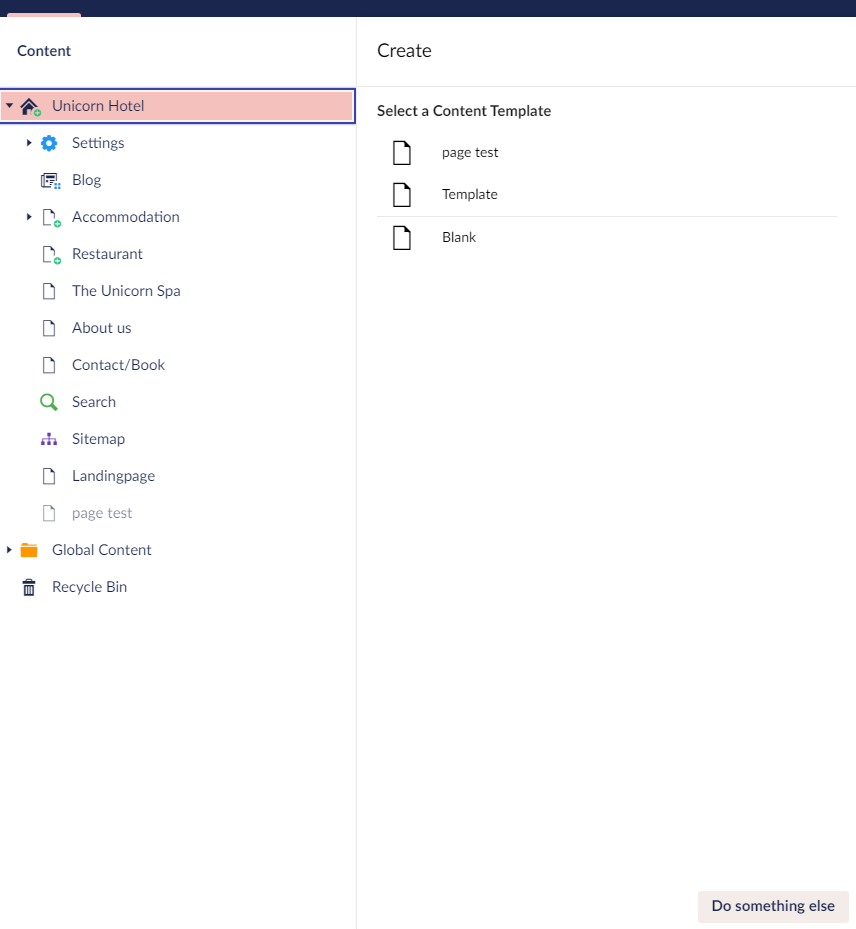 Content
Unicorn Hotel
Settings
Blog
Accommodation
Restaurant
The Unicorn Spa
About us
Contact/Book
Search
Sitemap
Landingpage
page test
Global Content
Recycle Bin
Create
Select a Content Template
page test
Template
Blank
Do something else